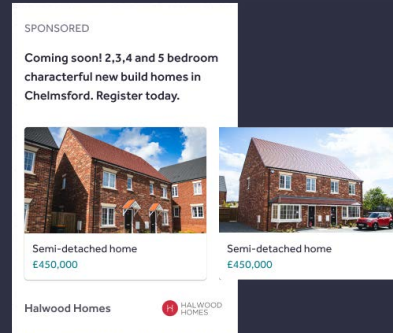 SPONSORED
Coming soon! 2,3,4 and 5 bedroom
characterful new build homes in
Chelmsford. Register today.
Semi-detached home
£450,000
Semi-detached home
£450,000
Halwood Homes
H HALWOOD
HOMES